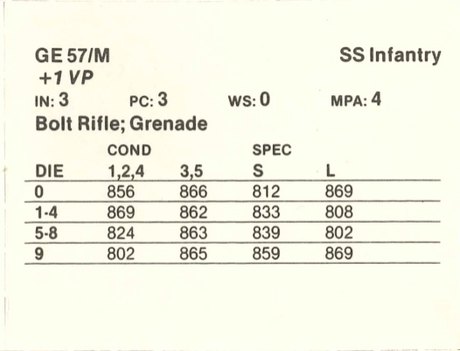 GE 57/M SS Infantry
+1 VP
IN: 3 PC: 3 WS: 0 MPA: 4
Bolt Rifle; Grenade
COND SPEC
DIE 1,2,4 3,5 S L
0 856 866 812 869
1-4 869 862 833 808
5-8 824 863 839 802
9 802 865 859 869